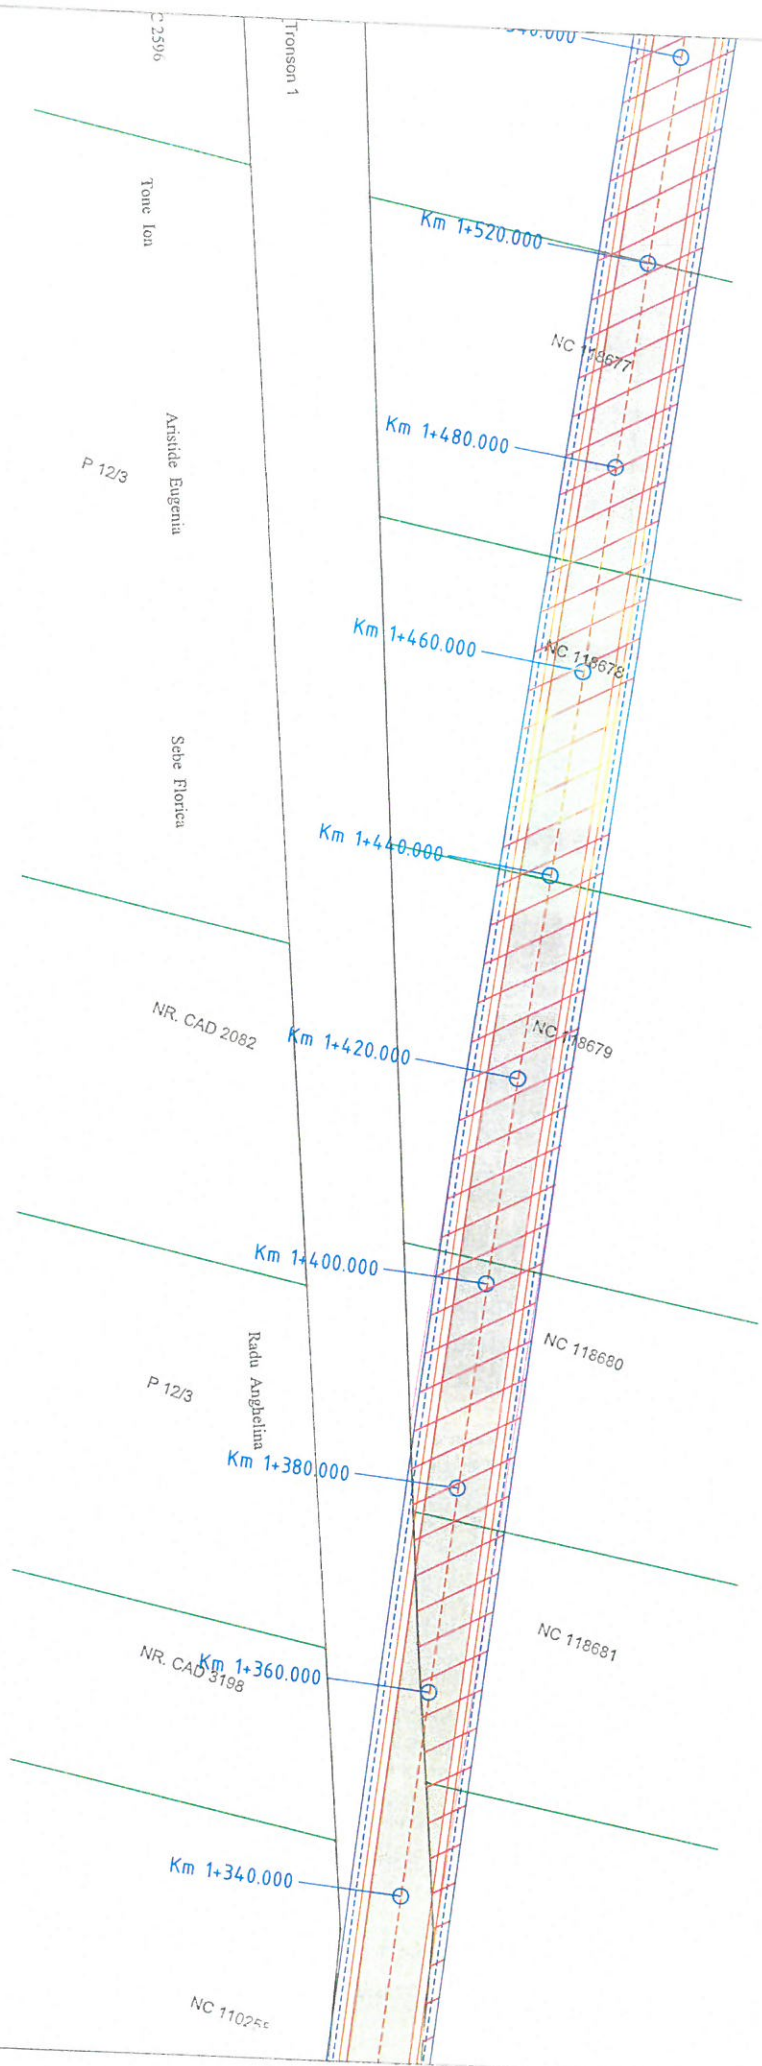 C 2596
Tronson 1
Tone Ion
Km 1+520.000
NC 118677
Aristide Eugenia
Km 1+480.000
P 12/3
Km 1+460.000
NC 118678
Sebe Florica
Km 1+440.000
NR. CAD 2082
Km 1+420.000
NC 118679
Km 1+400.000
NC 118680
P 12/3
Radu Anghelina
Km 1+380.000
NC 118681
NR. CAD 3198
Km 1+360.000
Km 1+340.000